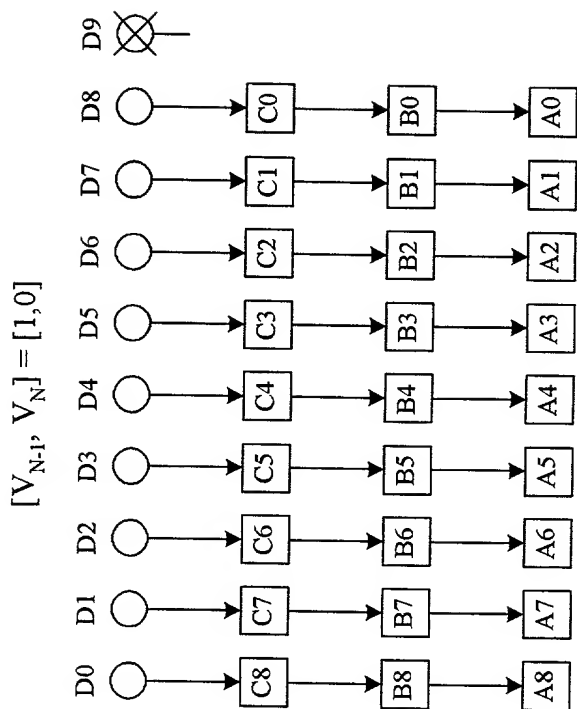 [V_{N-1}, V_N] = [1,0]
D0 D1 D2 D3 D4 D5 D6 D7 D8 D9
C8 C7 C6 C5 C4 C3 C2 C1 C0
B8 B7 B6 B5 B4 B3 B2 B1 B0
A8 A7 A6 A5 A4 A3 A2 A1 A0